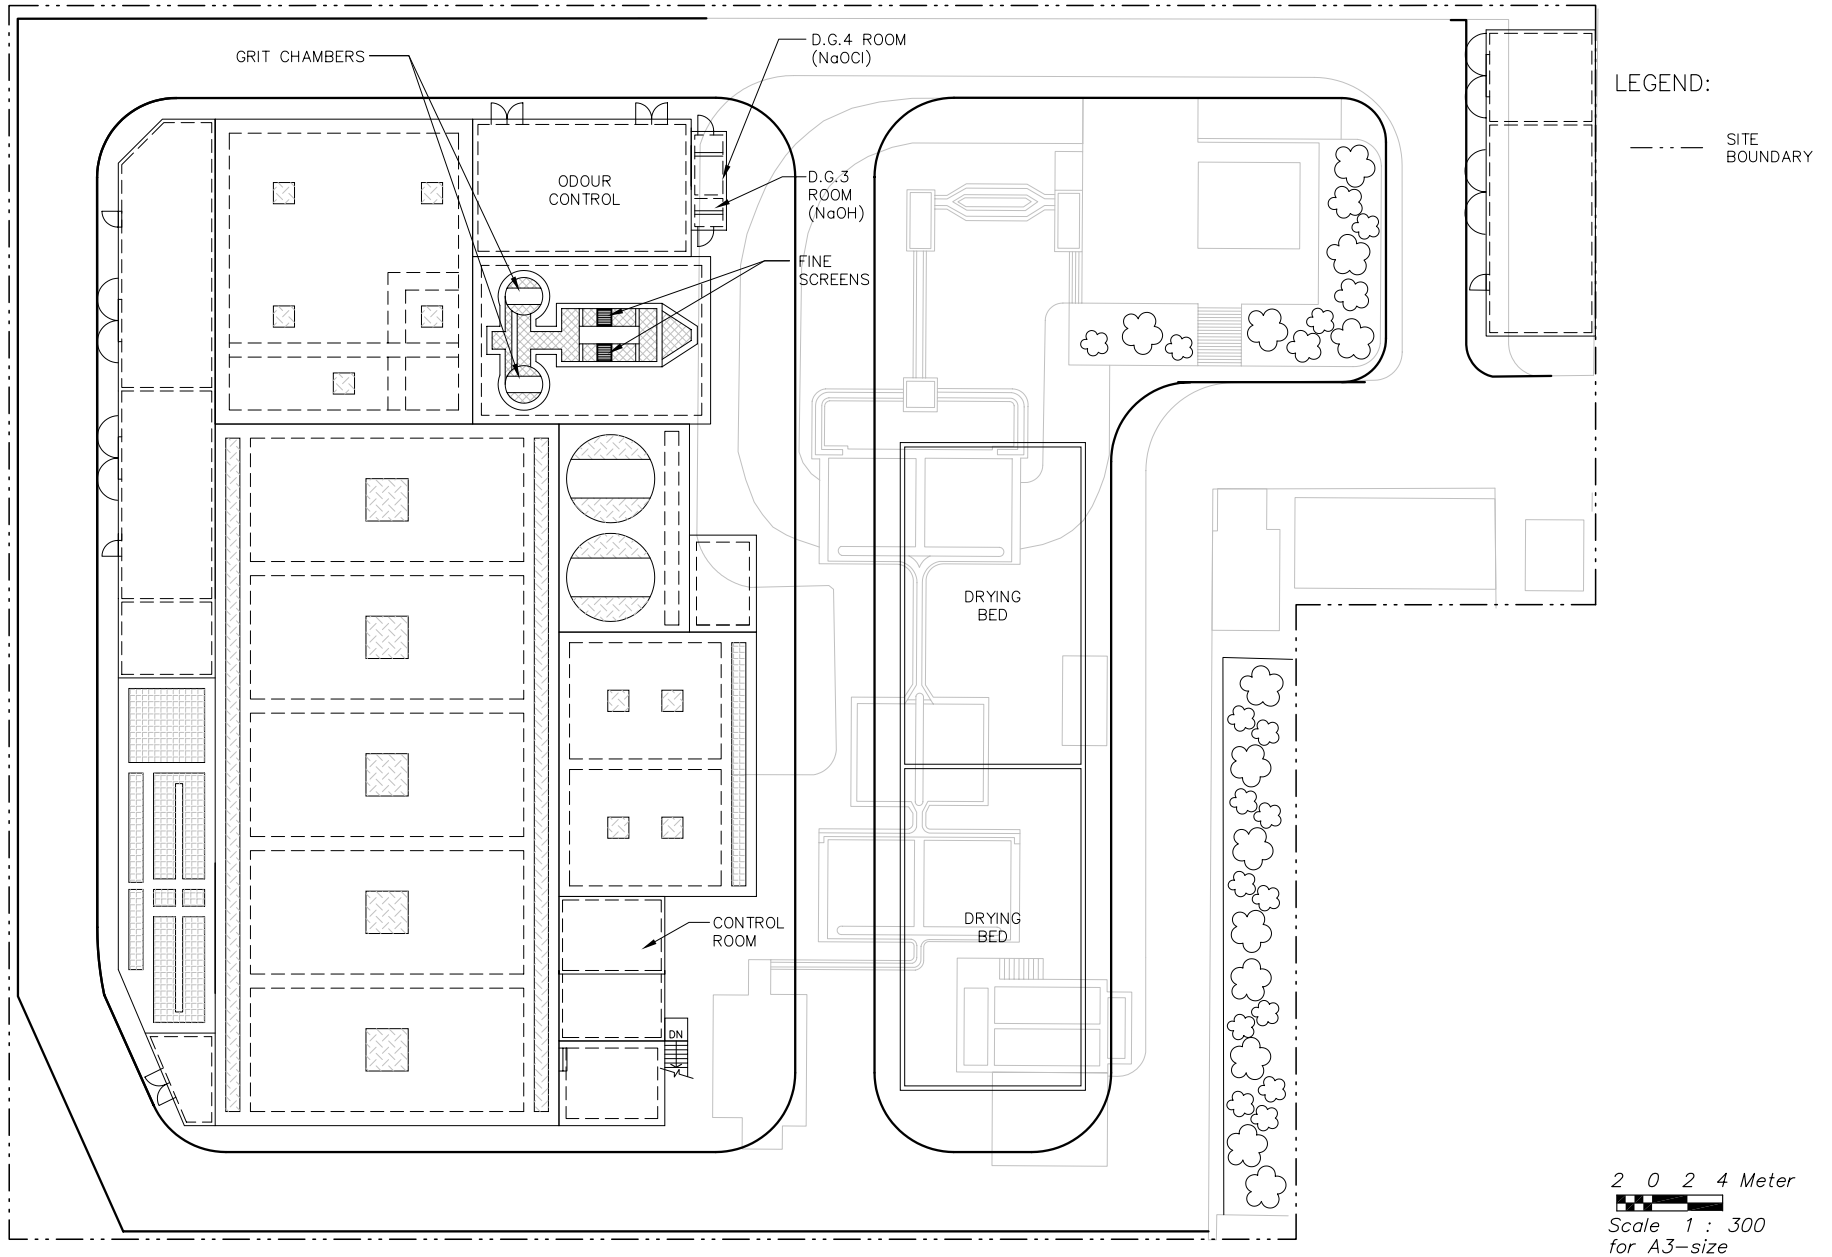 GRIT CHAMBERS
D.G.4 ROOM
(NaOCl)
LEGEND:
SITE
BOUNDARY
ODOUR
CONTROL
D.G.3
ROOM
(NaOH)
FINE
SCREENS
DRYING
BED
DRYING
BED
CONTROL
ROOM
DN
2 0 2 4 Meter
Scale 1 : 300
for A3-size